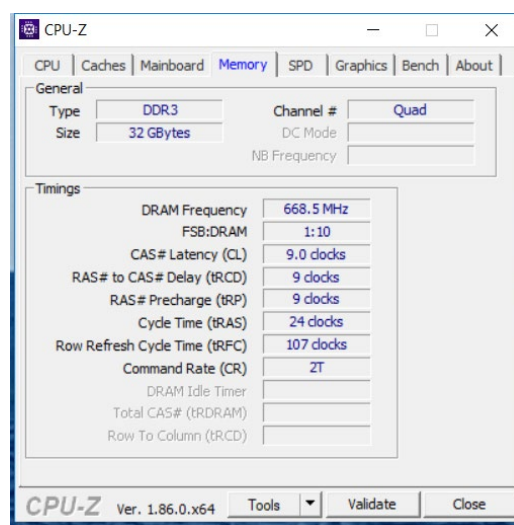 CPU-Z
CPU Caches Mainboard Memory SPD Graphics Bench About
General
Type DDR3 Channel # Quad
Size 32 GBytes DC Mode
NB Frequency
Timings
DRAM Frequency 668.5 MHz
FSB:DRAM 1:10
CAS# Latency (CL) 9.0 clocks
RAS# to CAS# Delay (tRCD) 9 clocks
RAS# Precharge (tRP) 9 clocks
Cycle Time (tRAS) 24 clocks
Row Refresh Cycle Time (tRFC) 107 clocks
Command Rate (CR) 2T
DRAM Idle Timer
Total CAS# (tRDRAM)
Row To Column (tRCD)
CPU-Z Ver. 1.86.0.x64 Tools Validate Close